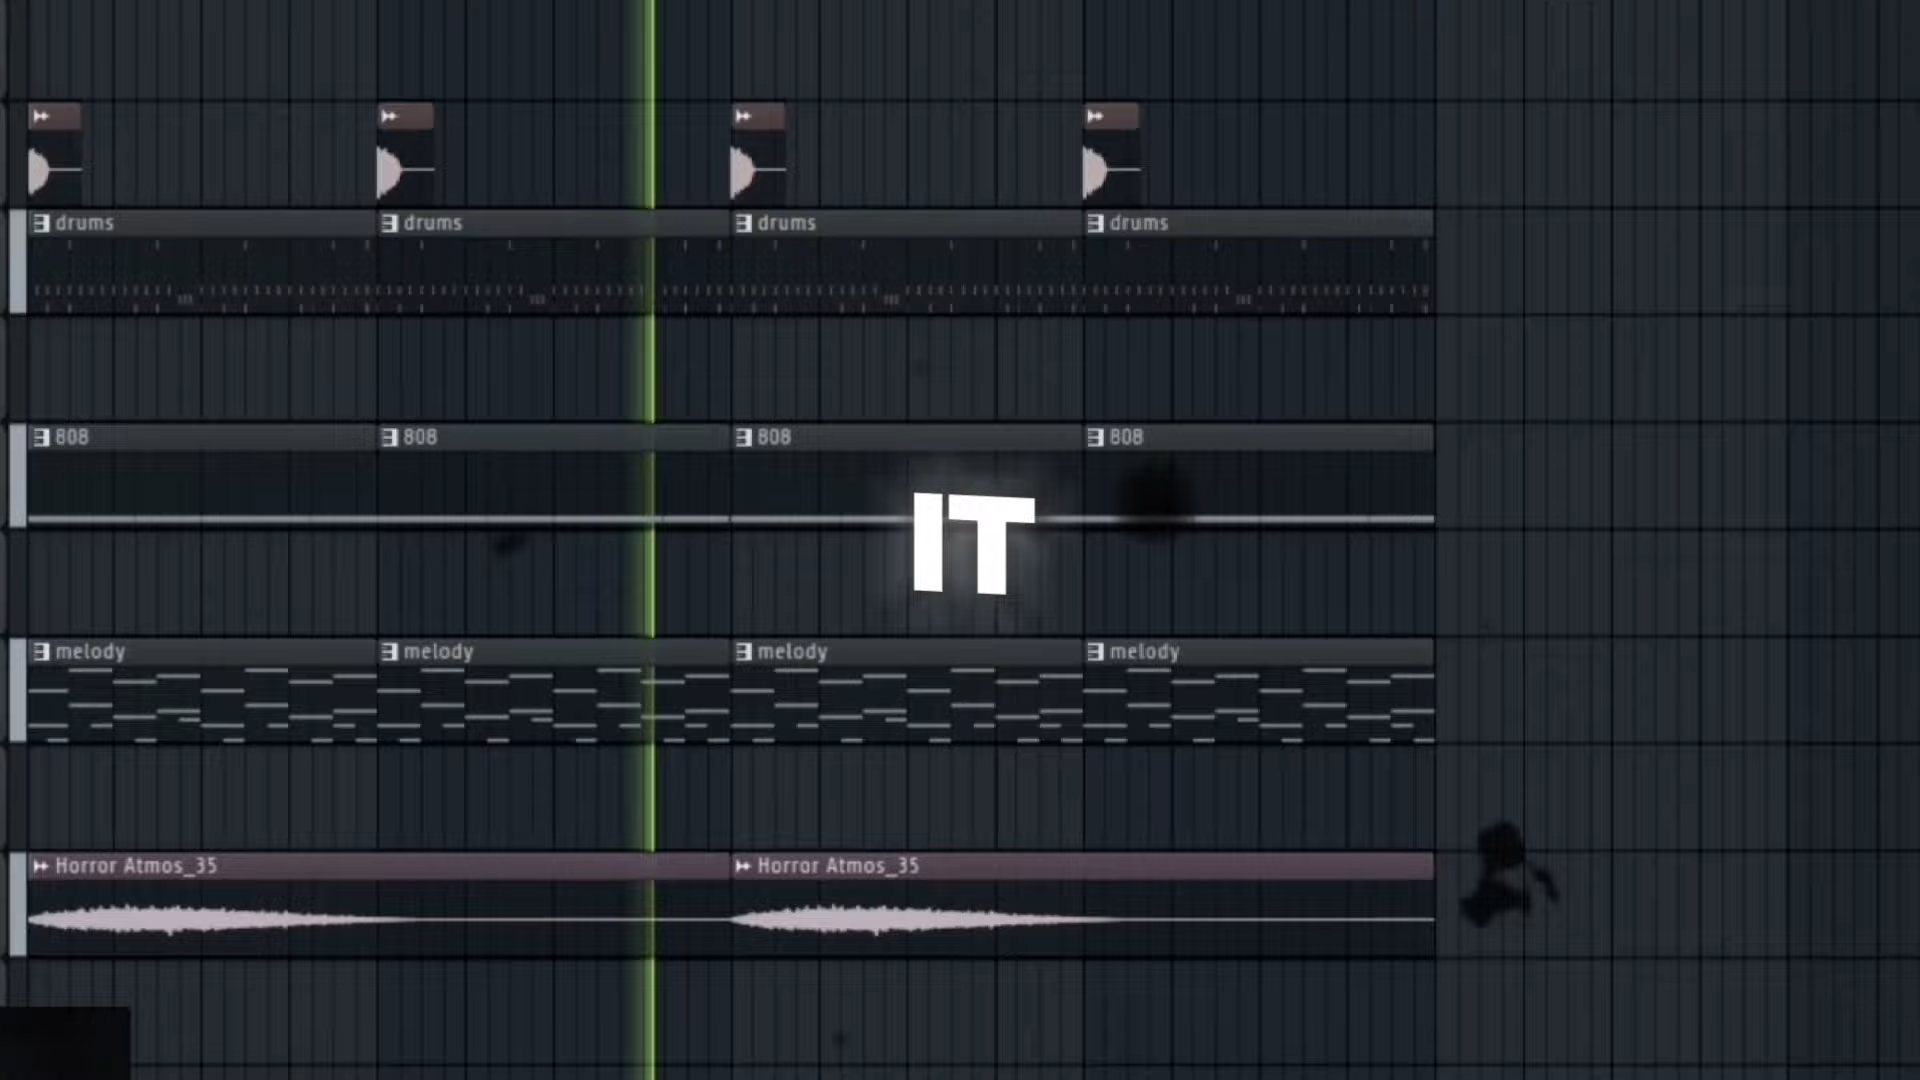 drums drums drums drums
808 808 808 808
IT
melody melody melody melody
Horror Atmos_35 Horror Atmos_35